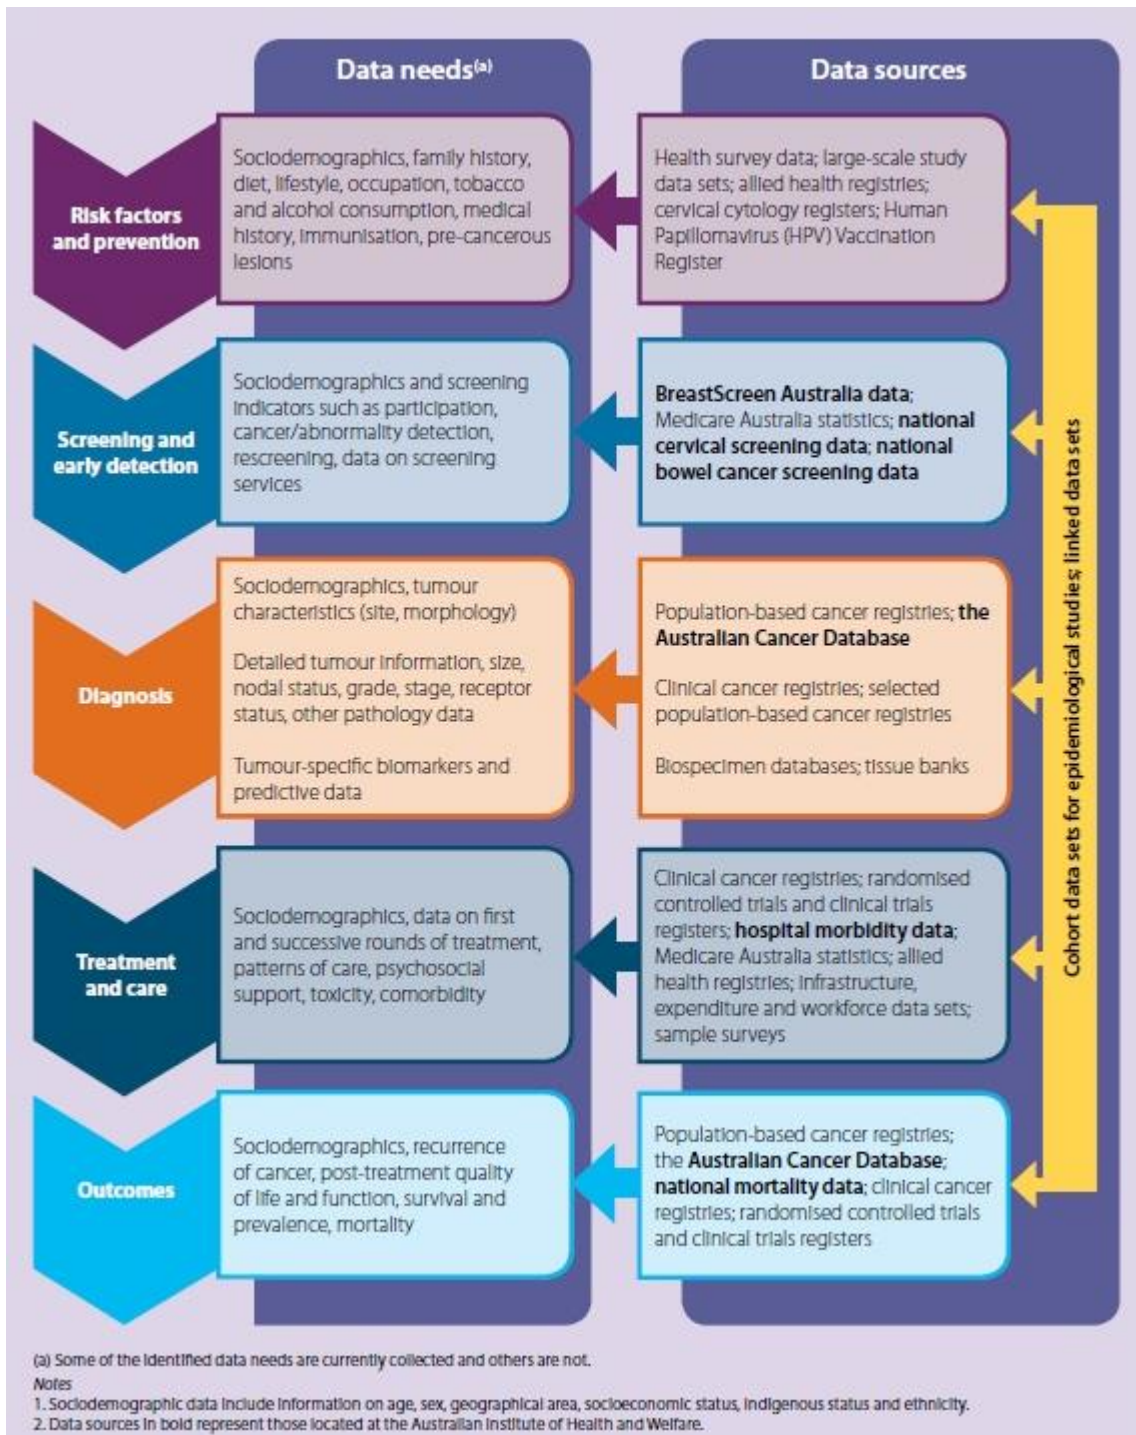 Data needs(a)
Data sources
Risk factors
and prevention
Sociodemographics, family history,
diet, lifestyle, occupation, tobacco
and alcohol consumption, medical
history, immunisation, pre-cancerous
lesions
Health survey data; large-scale study
data sets; allied health registries;
cervical cytology registers; Human
Papillomavirus (HPV) Vaccination
Register
Screening and
early detection
Sociodemographics and screening
indicators such as participation,
cancer/abnormality detection,
rescreening, data on screening
services
BreastScreen Australia data;
Medicare Australia statistics; national
cervical screening data; national
bowel cancer screening data
Diagnosis
Sociodemographics, tumour
characteristics (site, morphology)
Detailed tumour information, size,
nodal status, grade, stage, receptor
status, other pathology data
Tumour-specific biomarkers and
predictive data
Population-based cancer registries; the
Australian Cancer Database
Clinical cancer registries; selected
population-based cancer registries
Biospecimen databases; tissue banks
Treatment
and care
Sociodemographics, data on first
and successive rounds of treatment,
patterns of care, psychosocial
support, toxicity, comorbidity
Clinical cancer registries; randomised
controlled trials and clinical trials
registers; hospital morbidity data;
Medicare Australia statistics; allied
health registries; infrastructure,
expenditure and workforce data sets;
sample surveys
Outcomes
Sociodemographics, recurrence
of cancer, post-treatment quality
of life and function, survival and
prevalence, mortality
Population-based cancer registries;
the Australian Cancer Database;
national mortality data; clinical cancer
registries; randomised controlled trials
and clinical trials registers
Cohort data sets for epidemiological studies; linked data sets
(a) Some of the identified data needs are currently collected and others are not.
Notes
1. Sociodemographic data include information on age, sex, geographical area, socioeconomic status, Indigenous status and ethnicity.
2. Data sources in bold represent those located at the Australian Institute of Health and Welfare.